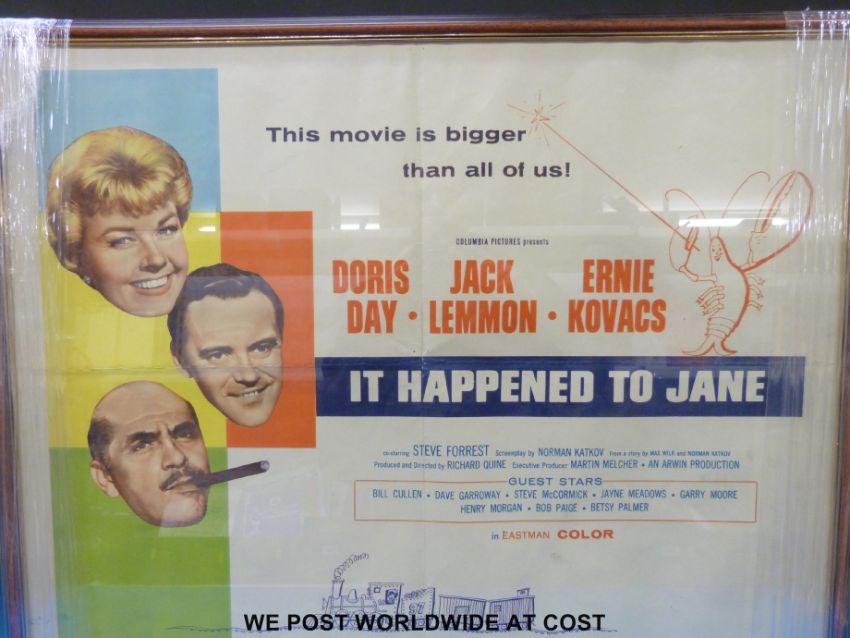 This movie is bigger
than all of us!
COLUMBIA PICTURES presents
DORIS DAY • JACK LEMMON • ERNIE KOVACS
IT HAPPENED TO JANE
co-starring STEVE FORREST Screenplay by NORMAN KATKOV From a story by MAX WILK and NORMAN KATKOV
Produced and Directed by RICHARD QUINE Executive Producer MARTIN MELCHER • AN ARWIN PRODUCTION
GUEST STARS
BILL CULLEN • DAVE GARROWAY • STEVE McCORMICK • JAYNE MEADOWS • GARRY MOORE
HENRY MORGAN • BOB PAIGE • BETSY PALMER
in EASTMAN COLOR
97
WE POST WORLDWIDE AT COST